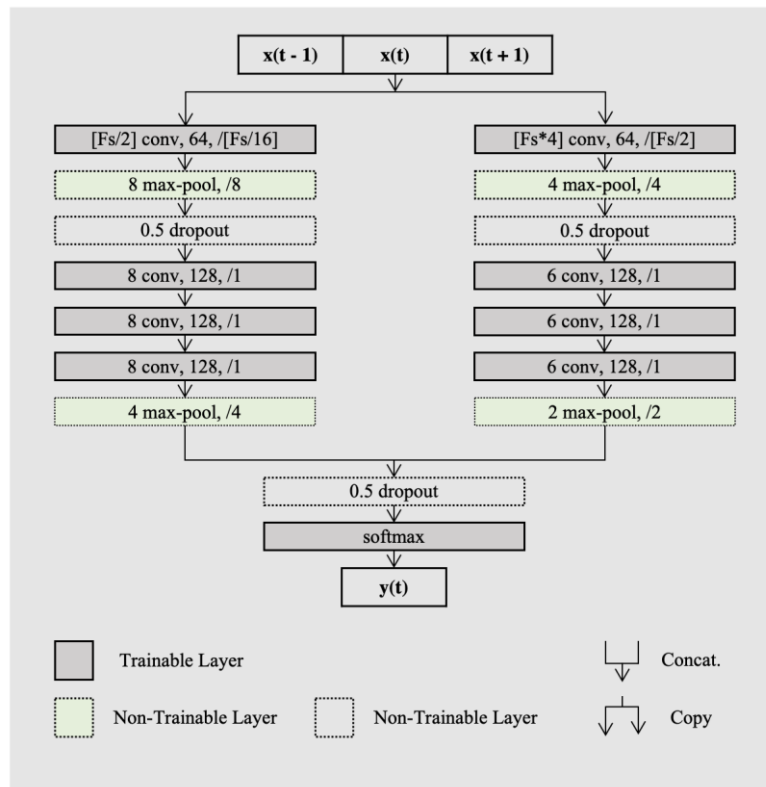 x(t - 1) x(t) x(t + 1)
[Fs/2] conv, 64, /[Fs/16]
8 max-pool, /8
0.5 dropout
8 conv, 128, /1
8 conv, 128, /1
8 conv, 128, /1
4 max-pool, /4
[Fs*4] conv, 64, /[Fs/2]
4 max-pool, /4
0.5 dropout
6 conv, 128, /1
6 conv, 128, /1
6 conv, 128, /1
2 max-pool, /2
0.5 dropout
softmax
y(t)
Trainable Layer
Concat.
Non-Trainable Layer
Non-Trainable Layer
Copy